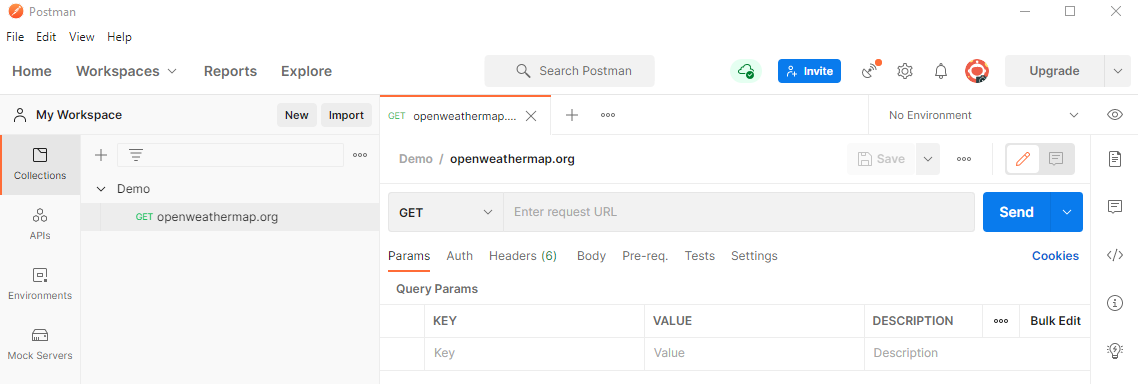 Postman
File Edit View Help
Home Workspaces Reports Explore Search Postman Invite Upgrade
My Workspace New Import
GET openweathermap.... No Environment
Collections
Demo / openweathermap.org Save
Demo
GET openweathermap.org
GET Enter request URL Send
APIs
Params Auth Headers (6) Body Pre-req. Tests Settings Cookies
Environments
Query Params
KEY VALUE DESCRIPTION Bulk Edit
Mock Servers
Key Value Description